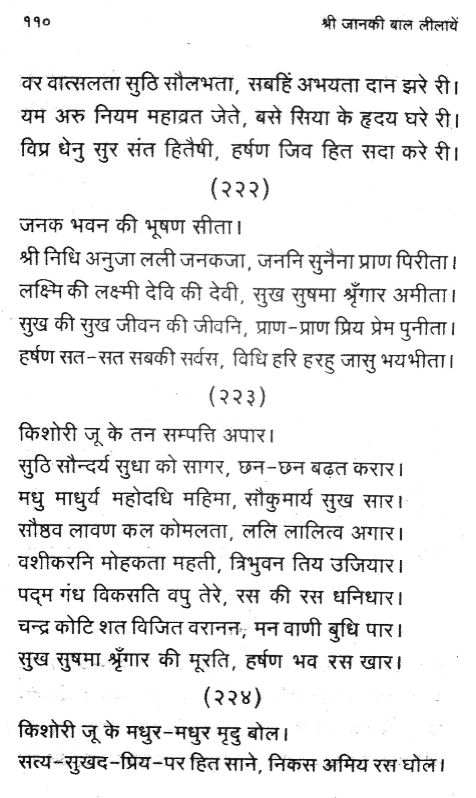 ११०
श्री जानकी बाल लीलायें
वर वात्सलता सुठि सौलभता, सबहिं अभयता दान झरे री।
यम अरु नियम महाव्रत जेते, बसे सिया के हृदय घरे री।
विप्र धेनु सुर संत हितैषी, हर्षण जिव हित सदा करे री।
(२२२)
जनक भवन की भूषण सीता।
श्री निधि अनुजा लली जनकजा, जननि सुनैना प्राण पिरीता।
लक्ष्मि की लक्ष्मी देवि की देवी, सुख सुषमा श्रृँगार अमीता।
सुख की सुख जीवन की जीवनि, प्राण-प्राण प्रिय प्रेम पुनीता।
हर्षण सत-सत सबकी सर्वस, विधि हरि हरहु जासु भयभीता।
(२२३)
किशोरी जू के तन सम्पत्ति अपार।
सुठि सौन्दर्य सुधा को सागर, छन-छन बढ़त करार।
मधु माधुर्य महोदधि महिमा, सौकुमार्य सुख सार।
सौष्ठव लावण कल कोमलता, ललि लालित्व अगार।
वशीकरनि मोहकता महती, त्रिभुवन तिय उजियार।
पद्म गंध विकसति वपु तेरे, रस की रस धनिधार।
चन्द्र कोटि शत विजित वरानन, मन वाणी बुधि पार।
सुख सुषमा श्रृँगार की मूरति, हर्षण भव रस खार।
(२२४)
किशोरी जू के मधुर-मधुर मृदु बोल।
सत्य-सुखद-प्रिय-पर हित साने, निकस अमिय रस घोल।